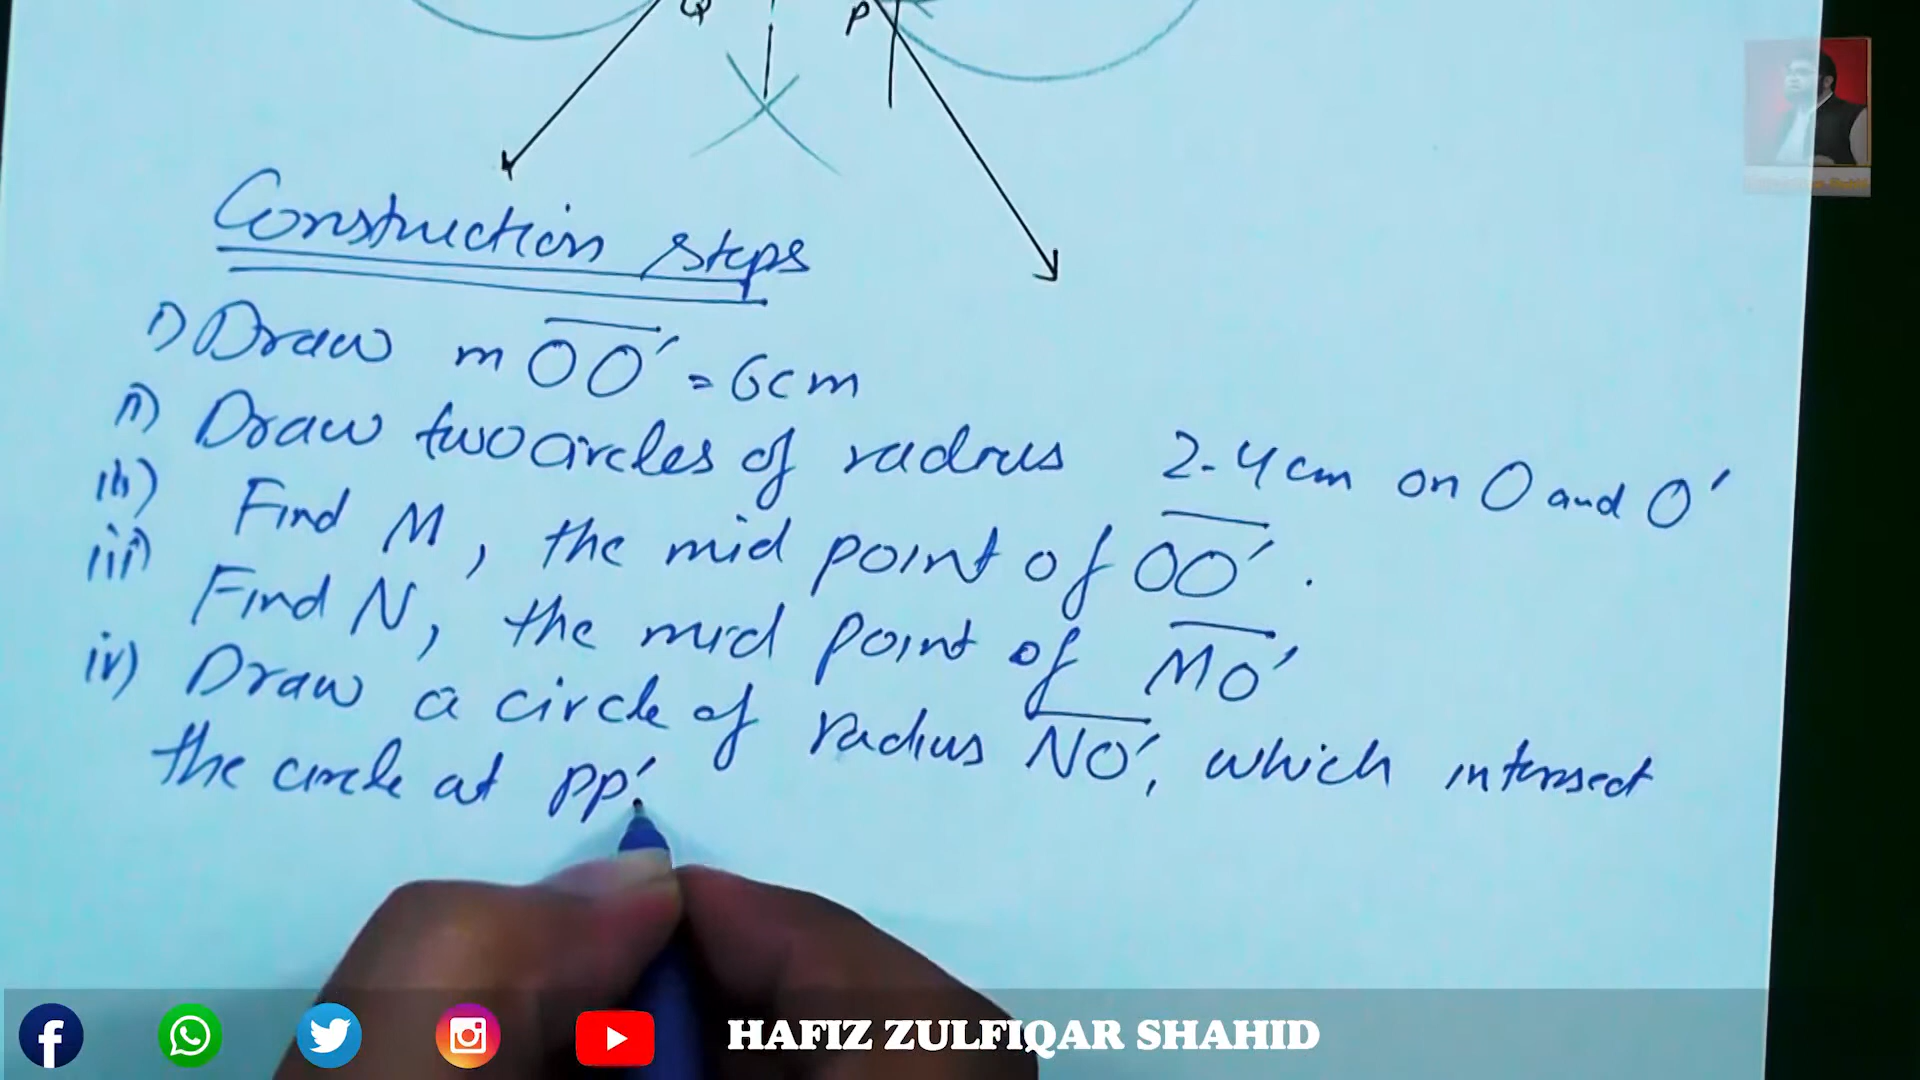 Q P
Construction steps
i) Draw m OO' = 6cm
ii) Draw two circles of radius 2.4cm on O and O'
iii) Find M, the mid point of OO'.
iii) Find N, the mid point of MO'
iv) Draw a circle of radius NO', which intersect
the circle at PP'.
HAFIZ ZULFIQAR SHAHID